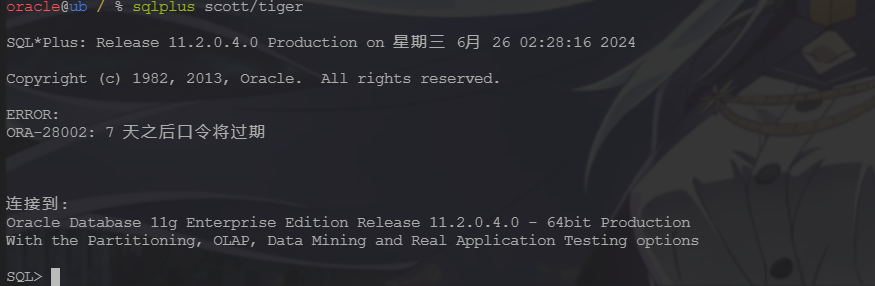 oracle@ub / % sqlplus scott/tiger
SQL*Plus: Release 11.2.0.4.0 Production on 星期三 6月 26 02:28:16 2024
Copyright (c) 1982, 2013, Oracle.  All rights reserved.
ERROR:
ORA-28002: 7 天之后口令将过期
连接到:
Oracle Database 11g Enterprise Edition Release 11.2.0.4.0 - 64bit Production
With the Partitioning, OLAP, Data Mining and Real Application Testing options
SQL>